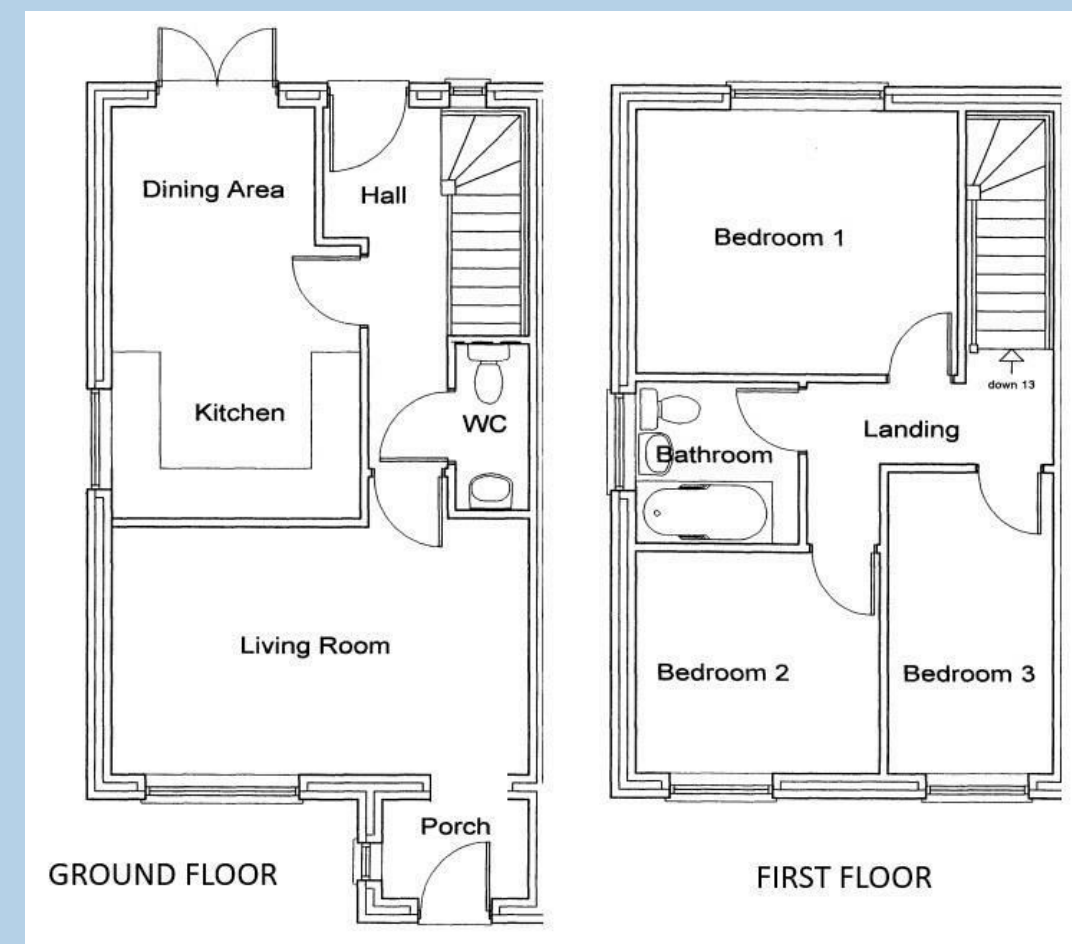 Dining Area
Hall
Kitchen
WC
Living Room
Porch
GROUND FLOOR
Bedroom 1
down 13
Landing
Bathroom
Bedroom 2
Bedroom 3
FIRST FLOOR